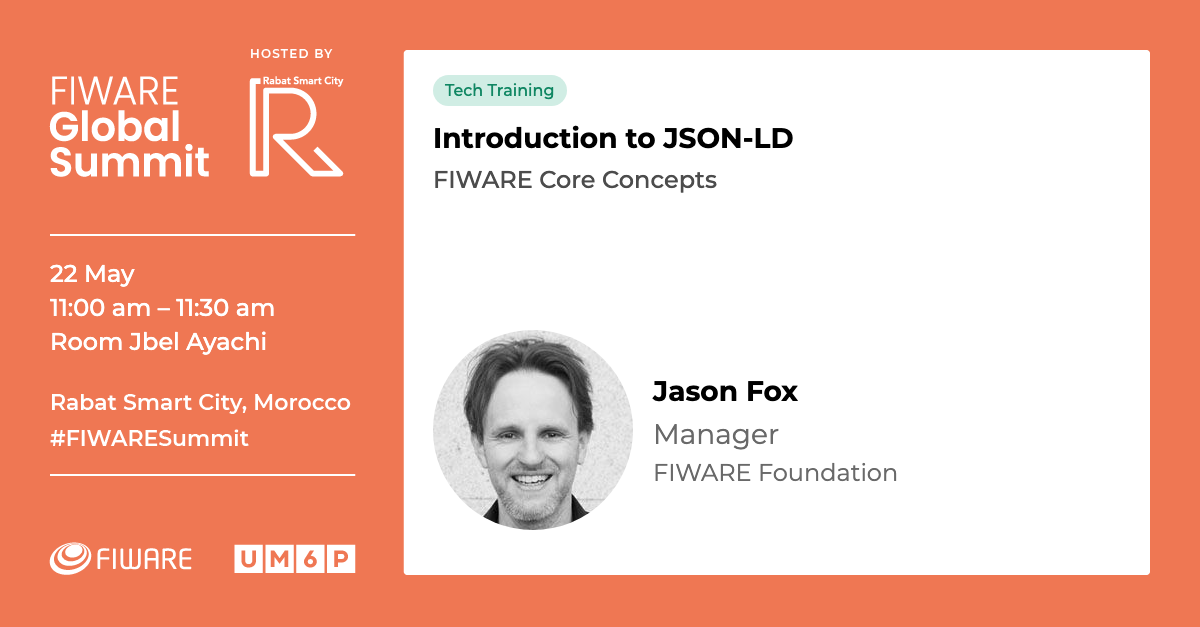 HOSTED BY
FIWARE
Global
Summit
Rabat Smart City
R
22 May
11:00 am – 11:30 am
Room Jbel Ayachi
Rabat Smart City, Morocco
#FIWARESummit
FIWARE
UM6P
Tech Training
Introduction to JSON-LD
FIWARE Core Concepts
Jason Fox
Manager
FIWARE Foundation